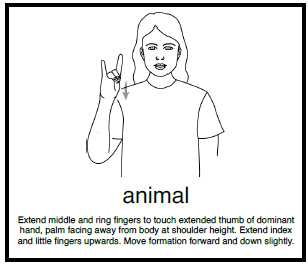 animal
Extend middle and ring fingers to touch extended thumb of dominant
hand, palm facing away from body at shoulder height. Extend index
and little fingers upwards. Move formation forward and down slightly.